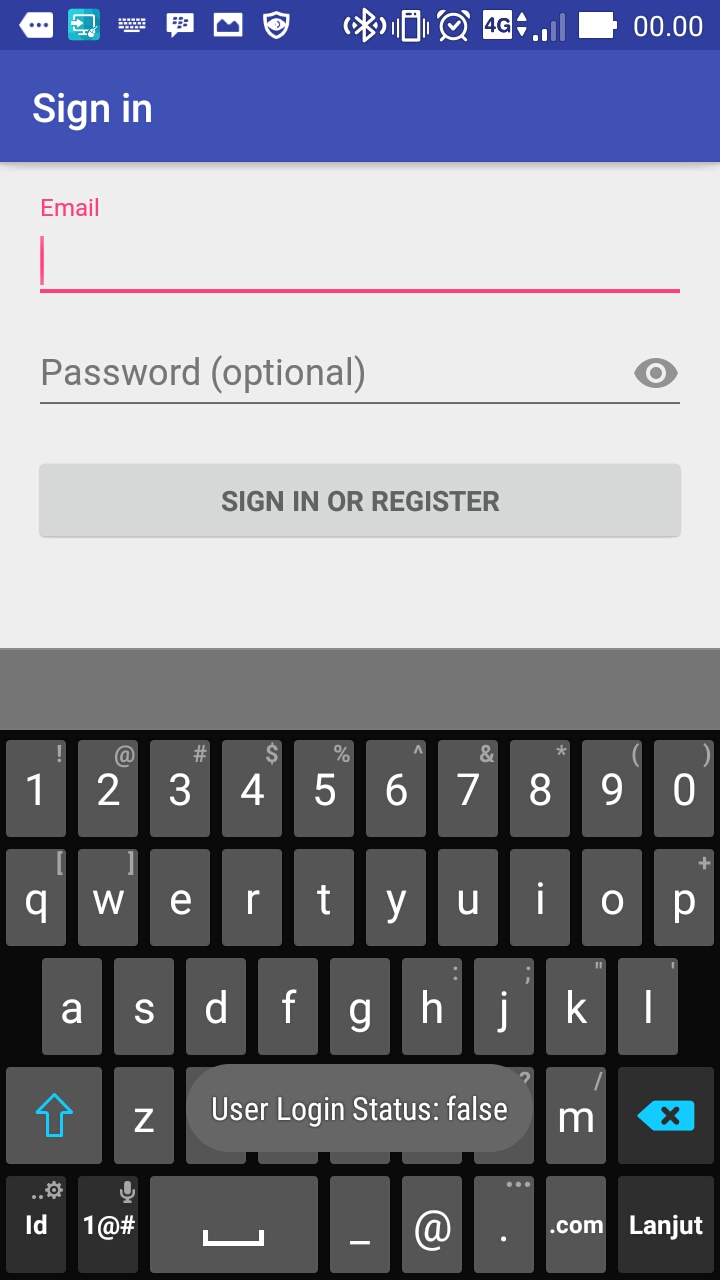 4G 00.00
Sign in
Email
Password (optional)
SIGN IN OR REGISTER
! @ # $ % ^ & * ( )
1 2 3 4 5 6 7 8 9 0
[ ] +
q w e r t y u i o p
: ; " '
a s d f g h j k l
? /
z m
User Login Status: false
Id 1@# _ @ . .com Lanjut